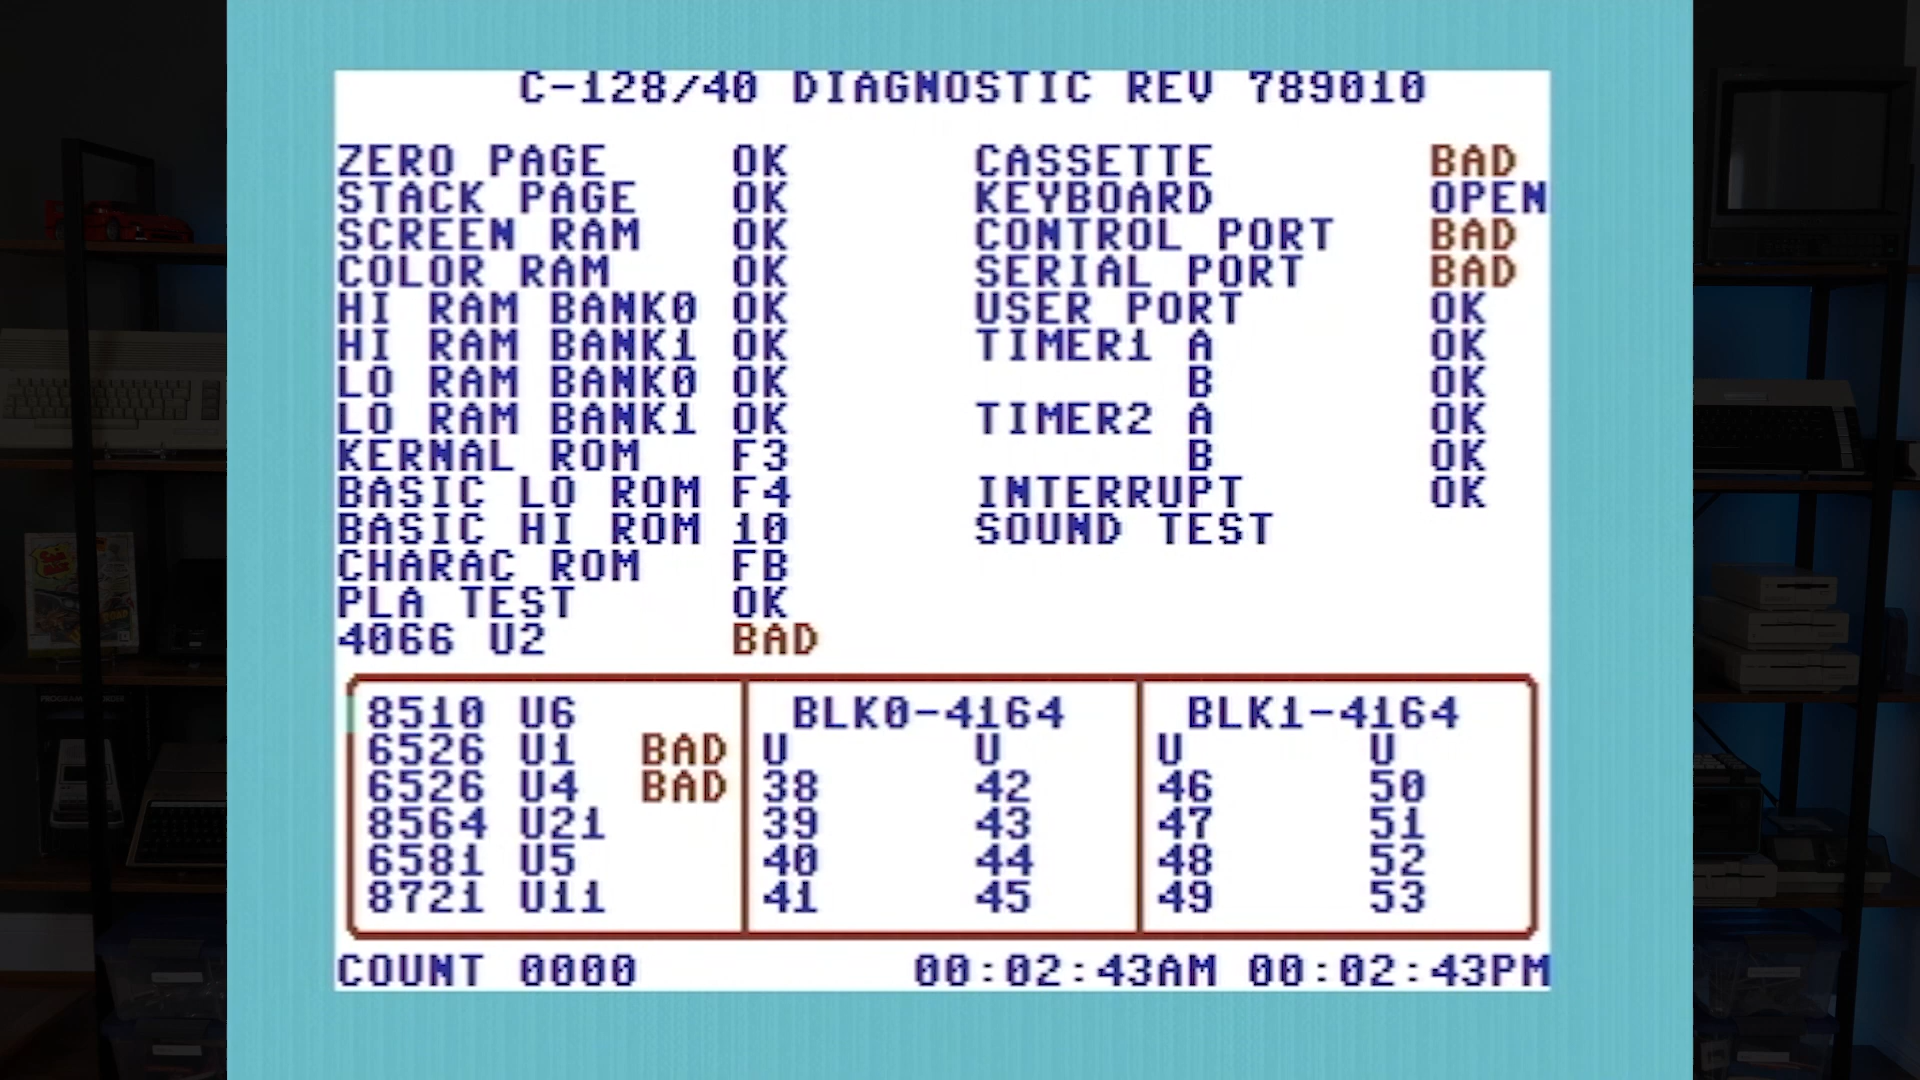 C-128/40 DIAGNOSTIC REV 789010
ZERO PAGE OK CASSETTE BAD
STACK PAGE OK KEYBOARD OPEN
SCREEN RAM OK CONTROL PORT BAD
COLOR RAM OK SERIAL PORT BAD
HI RAM BANK0 OK USER PORT OK
HI RAM BANK1 OK TIMER1 A OK
LO RAM BANK0 OK B OK
LO RAM BANK1 OK TIMER2 A OK
KERNAL ROM F3 B OK
BASIC LO ROM F4 INTERRUPT OK
BASIC HI ROM 10 SOUND TEST
CHARAC ROM FB
PLA TEST OK
4066 U2 BAD
8510 U6 BLK0-4164 BLK1-4164
6526 U1 BAD U U U U
6526 U4 BAD 38 42 46 50
8564 U21 39 43 47 51
6581 U5 40 44 48 52
8721 U11 41 45 49 53
COUNT 0000 00:02:43AM 00:02:43PM